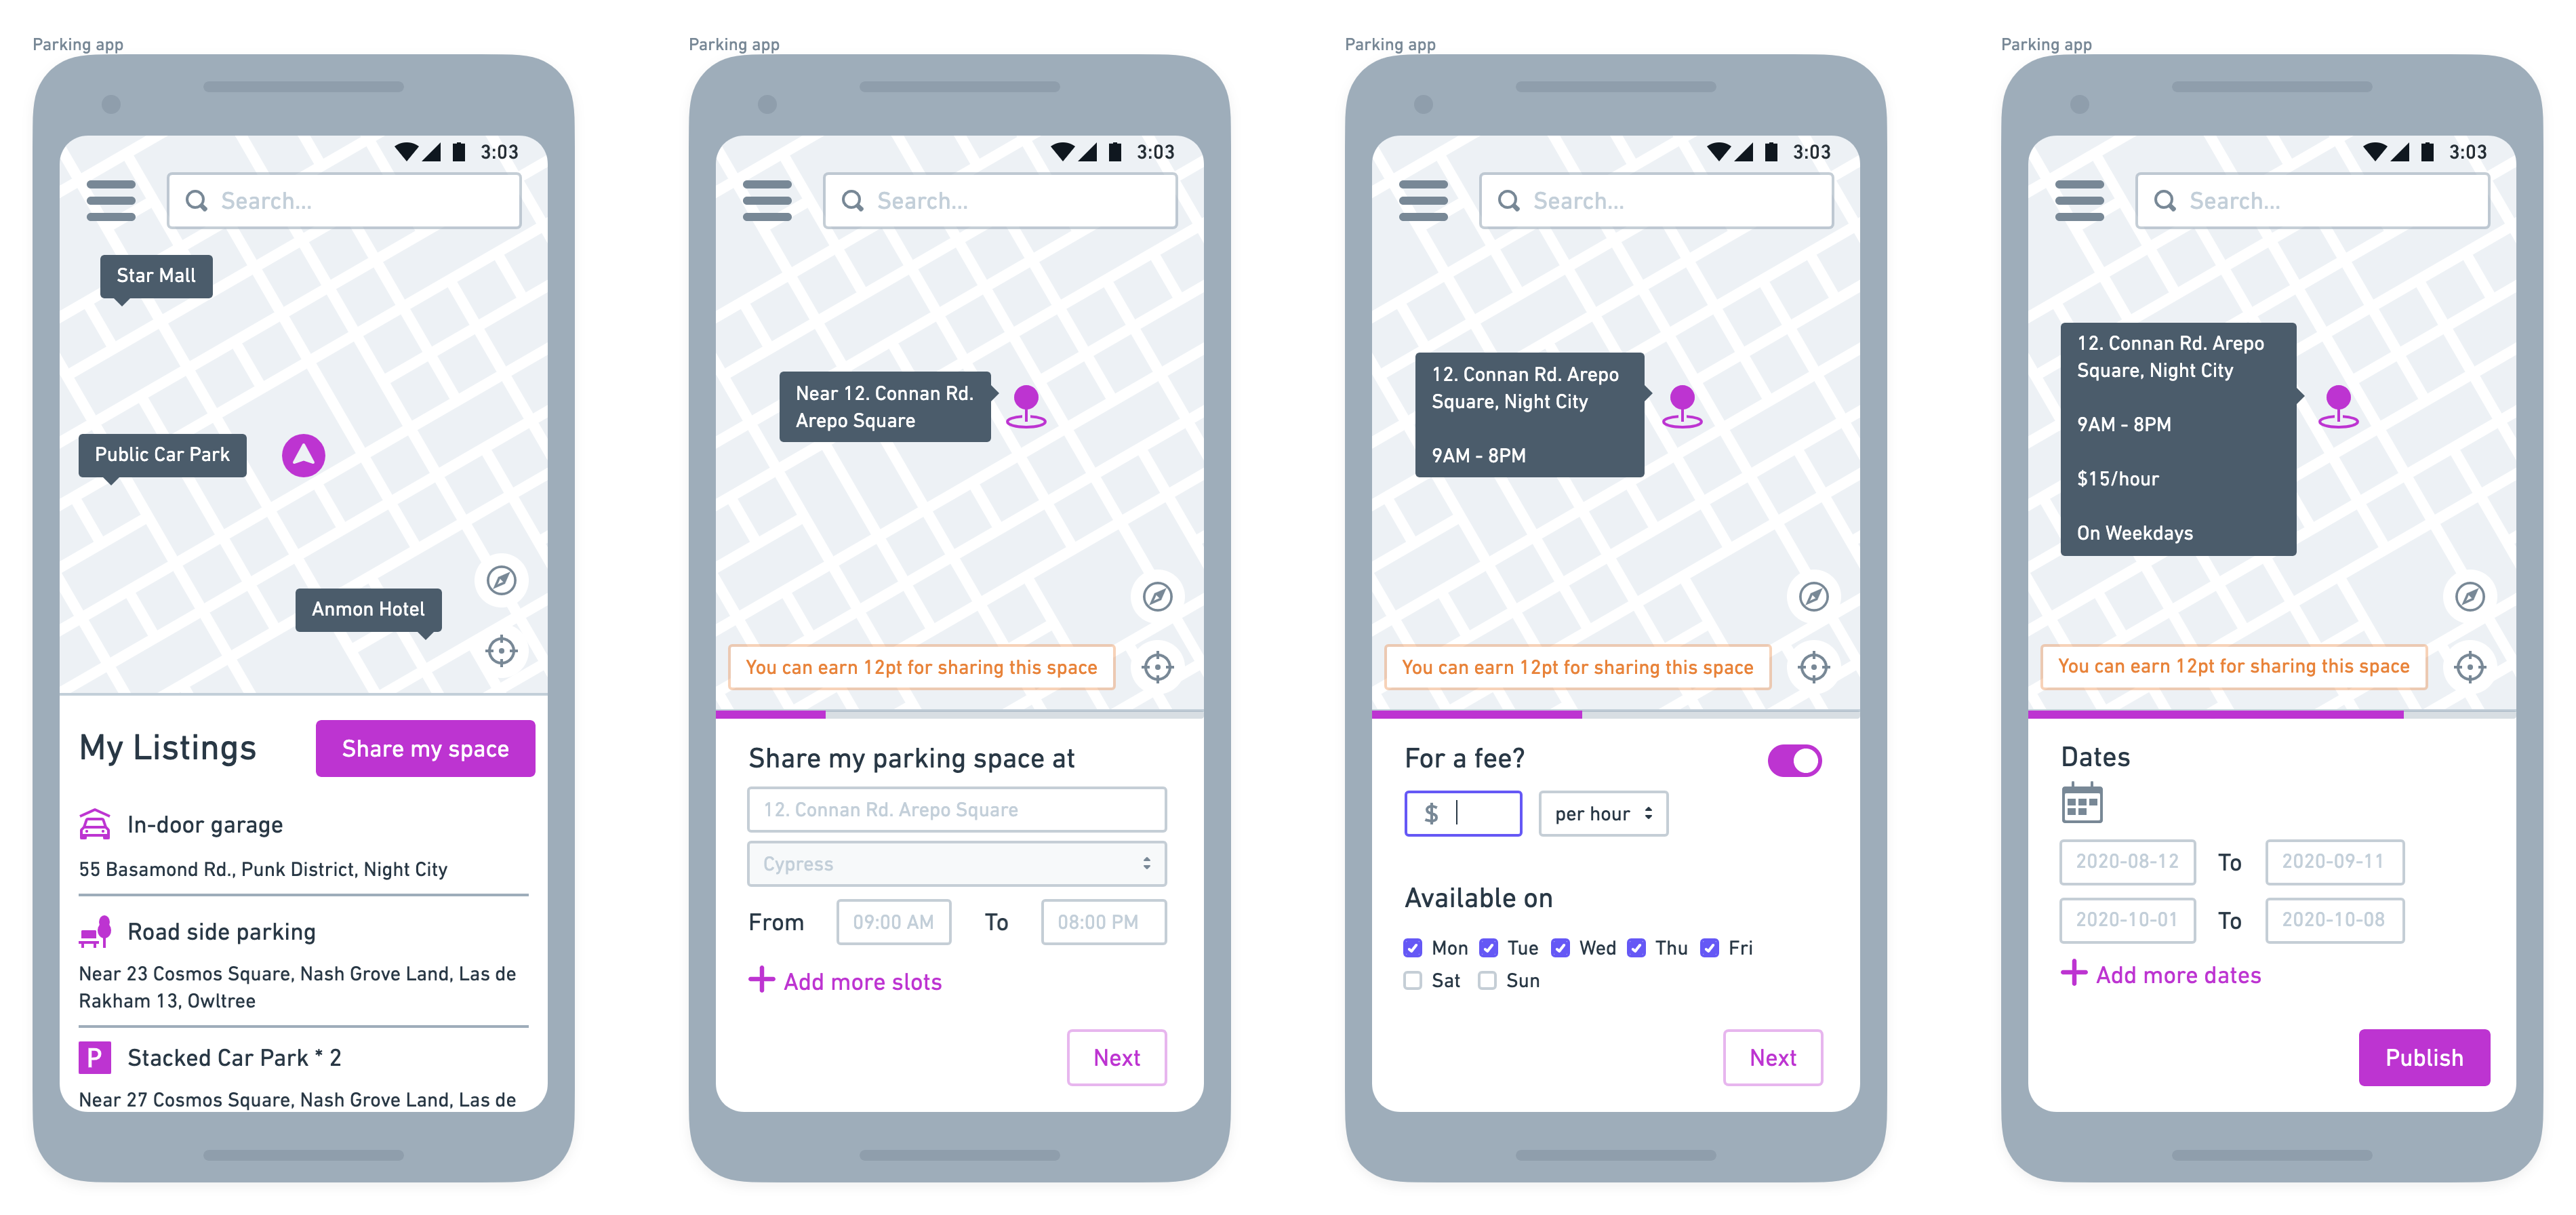 Parking app
3:03
Search...
Star Mall
Public Car Park
Anmon Hotel
My Listings
Share my space
In-door garage
55 Basamond Rd., Punk District, Night City
Road side parking
Near 23 Cosmos Square, Nash Grove Land, Las de
Rakham 13, Owltree
P Stacked Car Park * 2
Near 27 Cosmos Square, Nash Grove Land, Las de
Parking app
3:03
Search...
Near 12. Connan Rd.
Arepo Square
You can earn 12pt for sharing this space
Share my parking space at
12. Connan Rd. Arepo Square
Cypress
From 09:00 AM To 08:00 PM
+ Add more slots
Next
Parking app
3:03
Search...
12. Connan Rd. Arepo
Square, Night City
9AM - 8PM
You can earn 12pt for sharing this space
For a fee?
$ per hour
Available on
Mon Tue Wed Thu Fri
Sat Sun
Next
Parking app
3:03
Search...
12. Connan Rd. Arepo
Square, Night City
9AM - 8PM
$15/hour
On Weekdays
You can earn 12pt for sharing this space
Dates
2020-08-12 To 2020-09-11
2020-10-01 To 2020-10-08
+ Add more dates
Publish